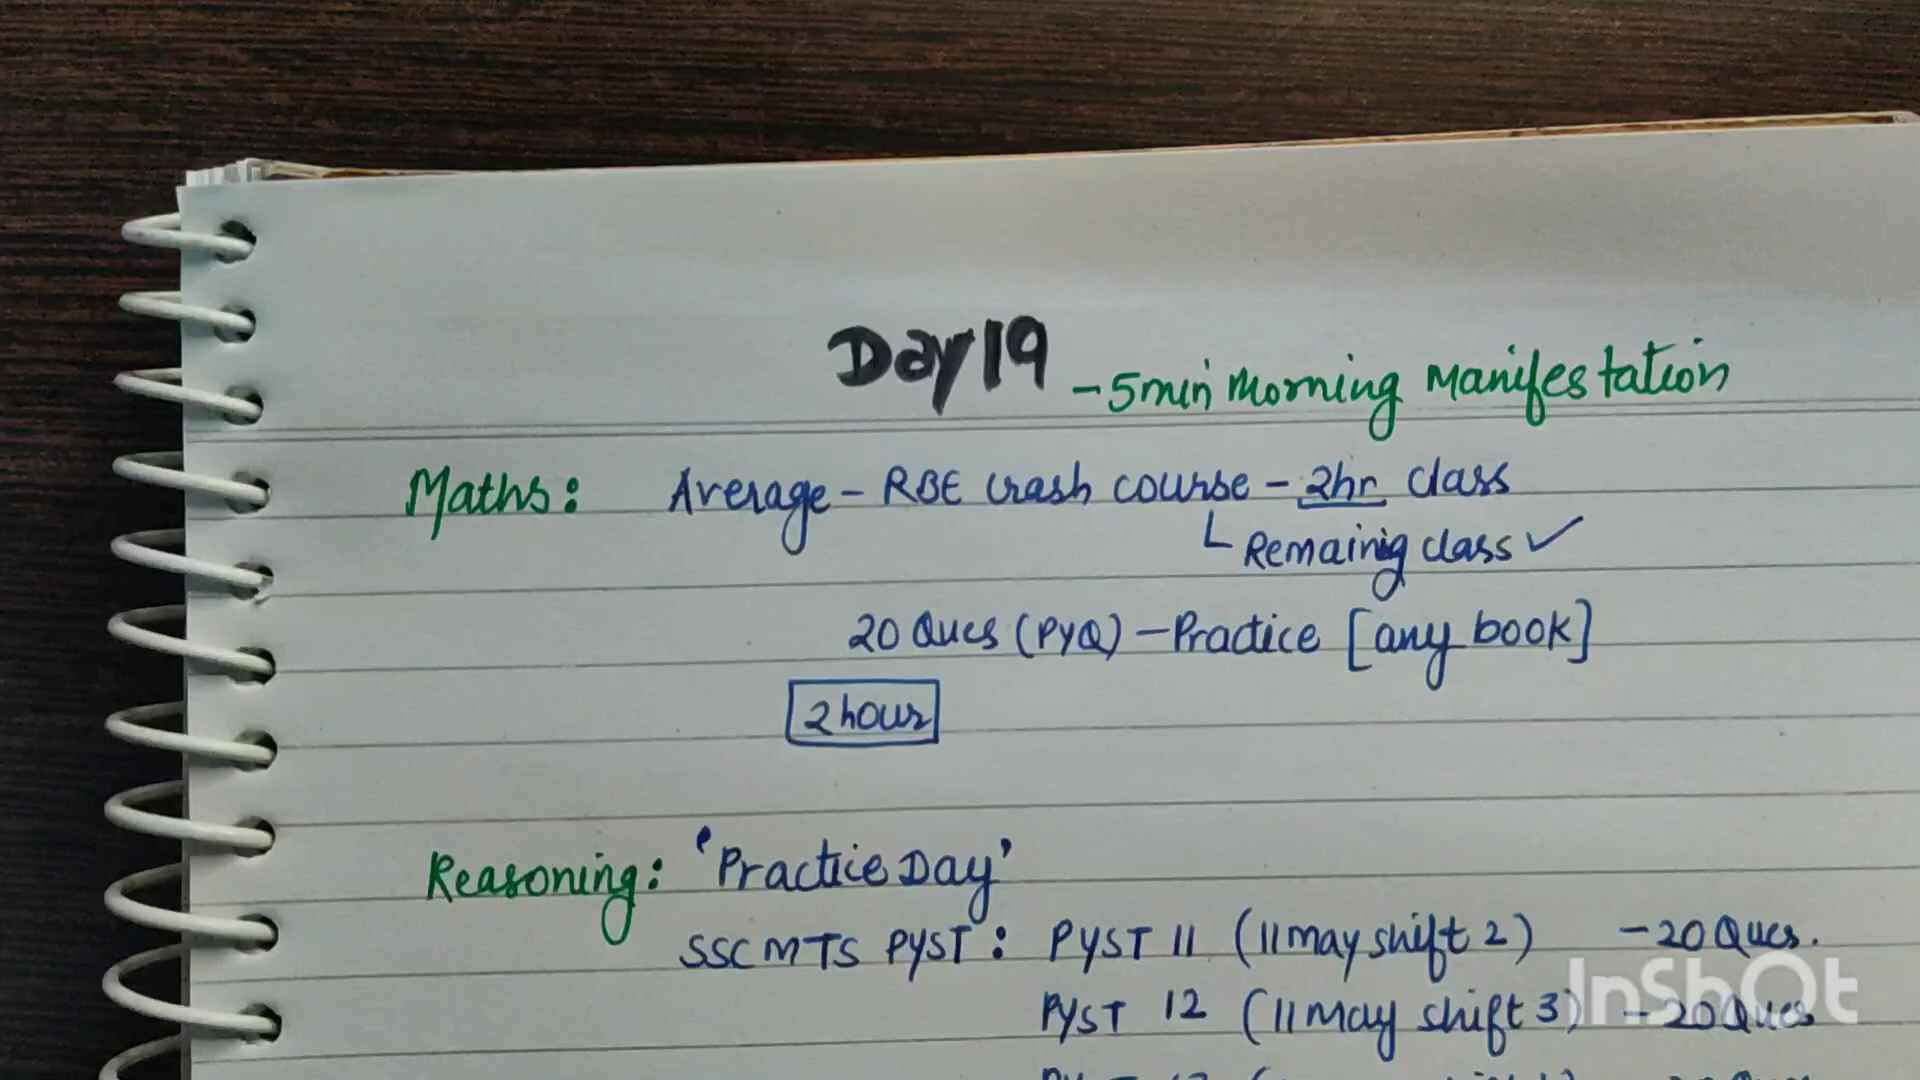 Day 19 - 5min Morning Manifestation
Maths: Average - RBE crash course - 2hr class
Remainig class ✓
20 Ques (PYQ) - Practice [any book]
2 hour
Reasoning: 'Practice Day'
SSC MTS PYST: PYST 11 (11 may shift 2) - 20 Ques.
PYST 12 (11 may shift 3) - 20 Ques
InShOt